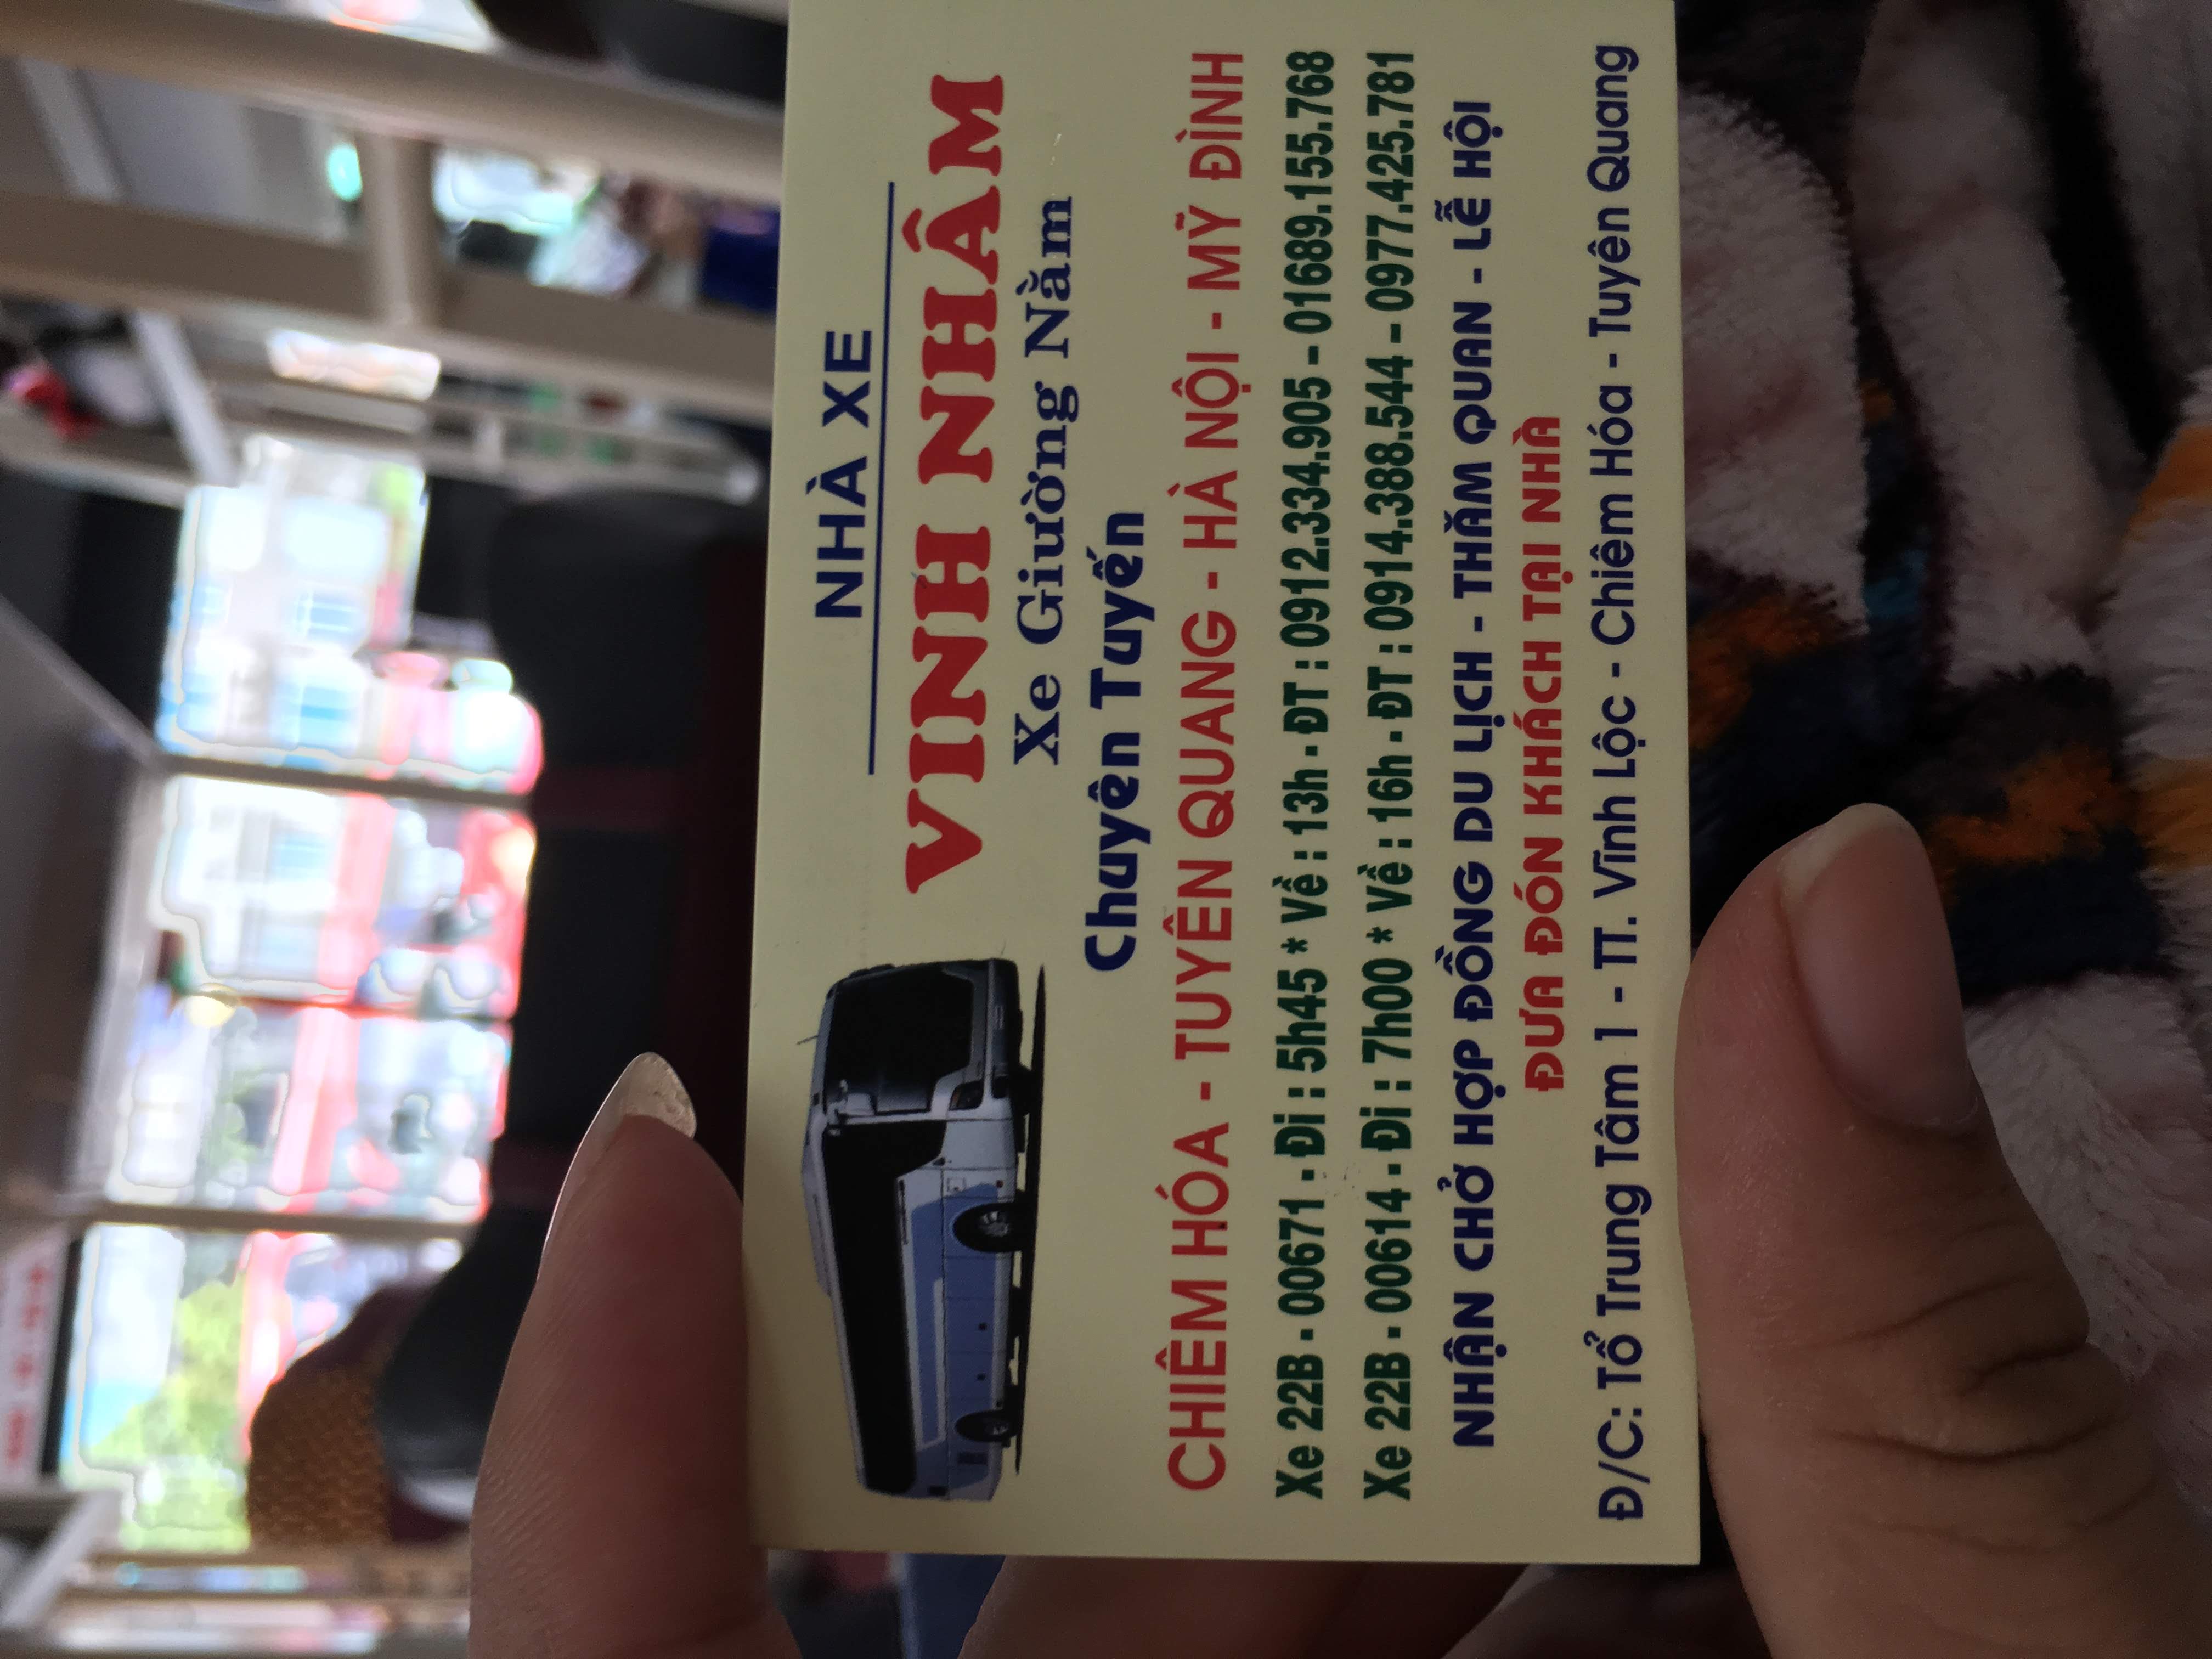 NHÀ XE
VINH NHÂM
Xe Giường Nằm
Chuyên Tuyến
CHIÊM HÓA - TUYÊN QUANG - HÀ NỘI - MỸ ĐÌNH
Xe 22B - 00671 - Đi : 5h45 * Về : 13h - ĐT : 0912.334.905 – 01689.155.768
Xe 22B - 00614 - Đi : 7h00 * Về : 16h - ĐT : 0914.388.544 – 0977.425.781
NHẬN CHỞ HỢP ĐỒNG DU LỊCH - THĂM QUAN - LỄ HỘI
ĐƯA ĐÓN KHÁCH TẠI NHÀ
Đ/C: Tổ Trung Tâm 1 - TT. Vĩnh Lộc - Chiêm Hóa - Tuyên Quang